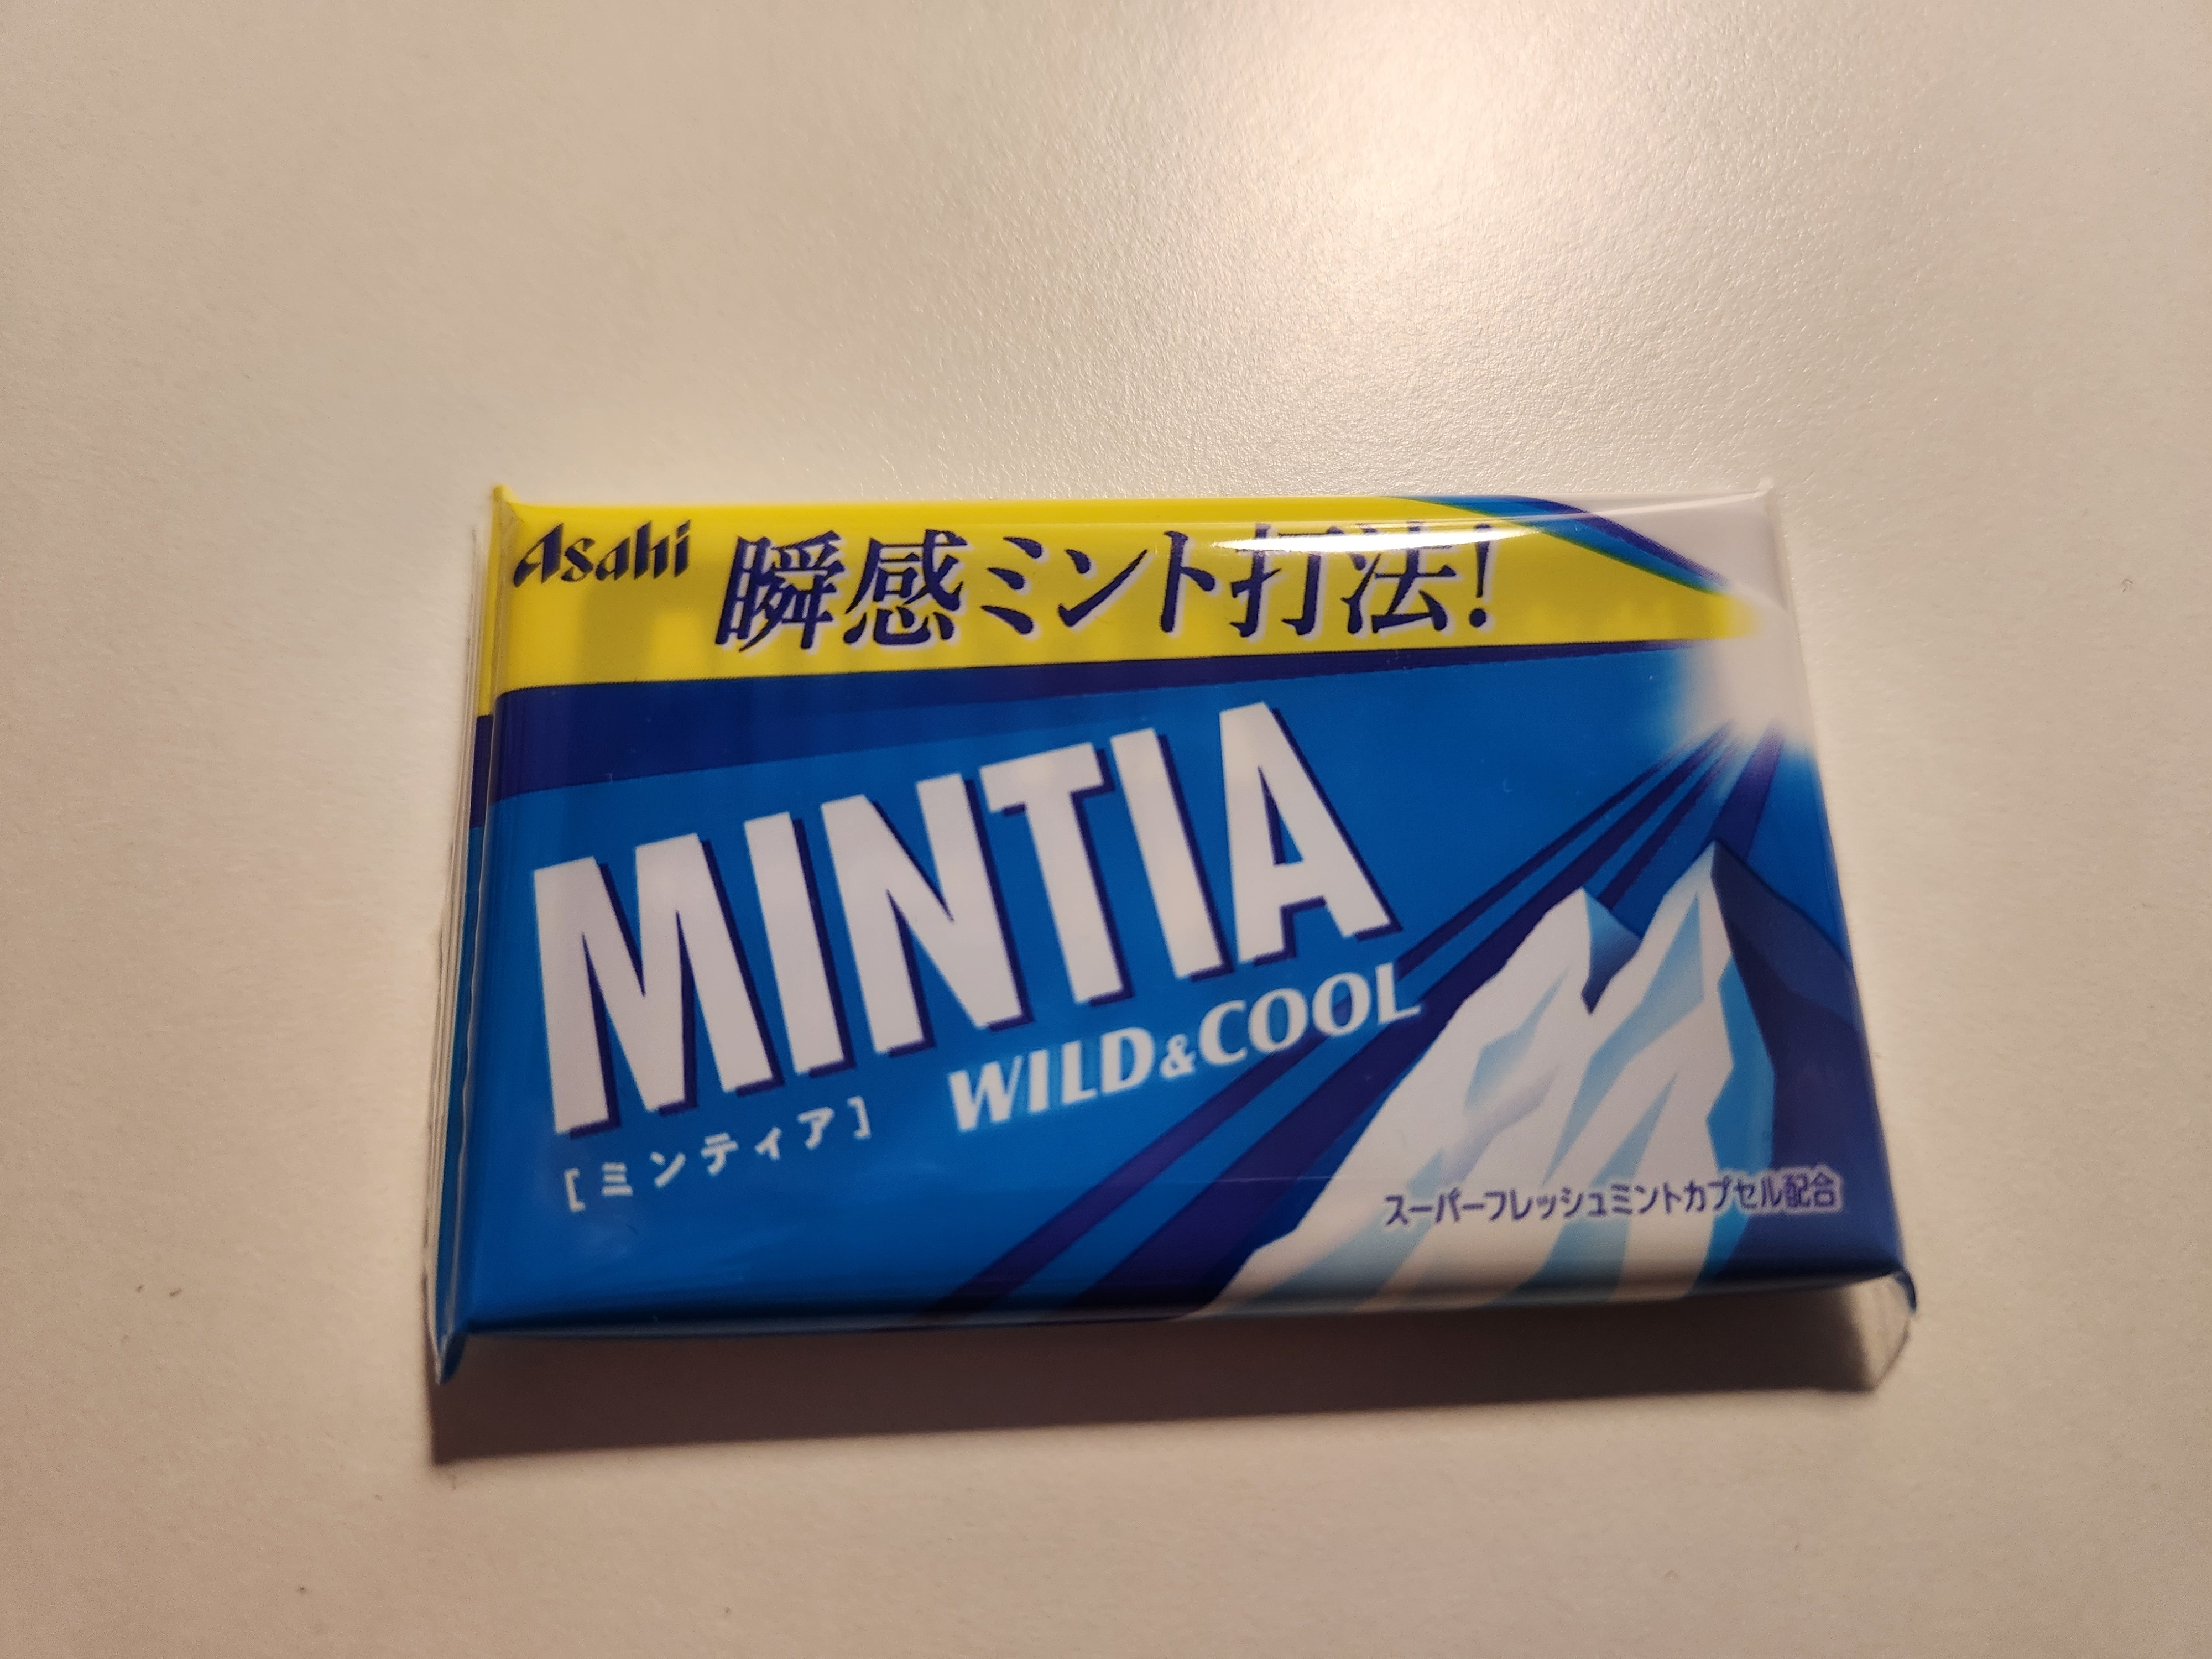 Asahi
瞬感ミント打法!
MINTIA
WILD&COOL
[ミンティア]
スーパーフレッシュミントカプセル配合